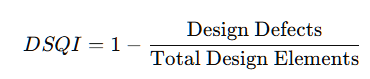 DSQI = 1 − Design Defects / Total Design Elements